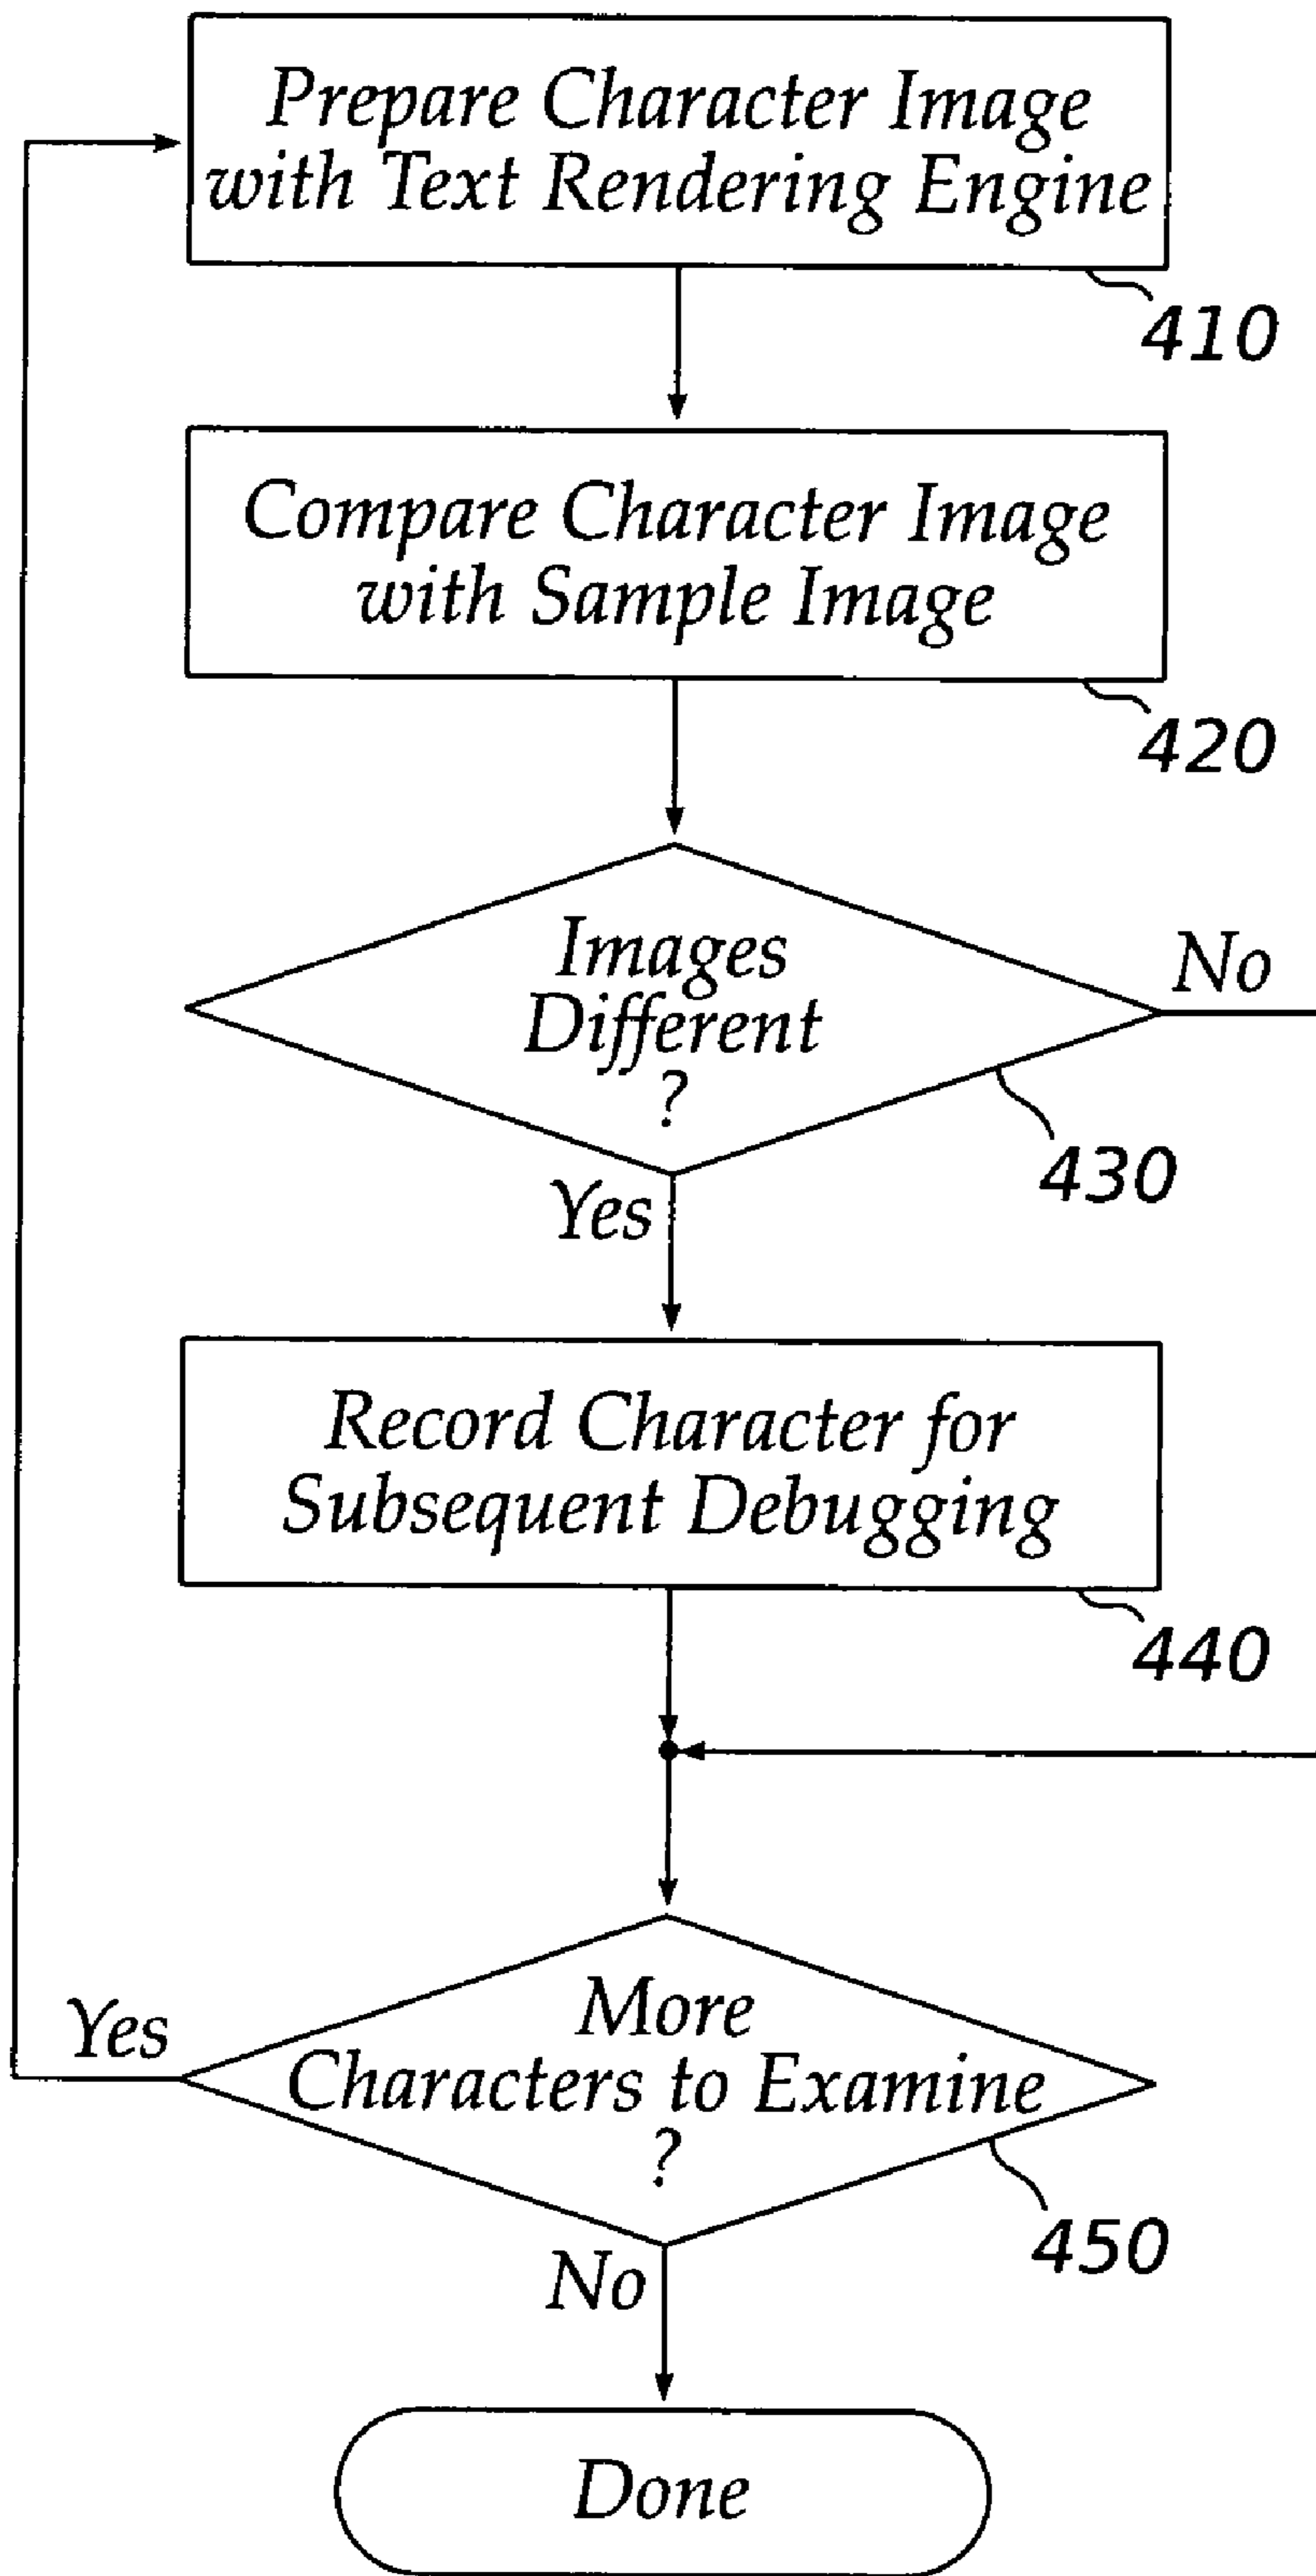 Prepare Character Image
with Text Rendering Engine
410
Compare Character Image
with Sample Image
420
Images
Different
?
No
430
Yes
Record Character for
Subsequent Debugging
440
More
Characters to Examine
?
Yes
450
No
Done